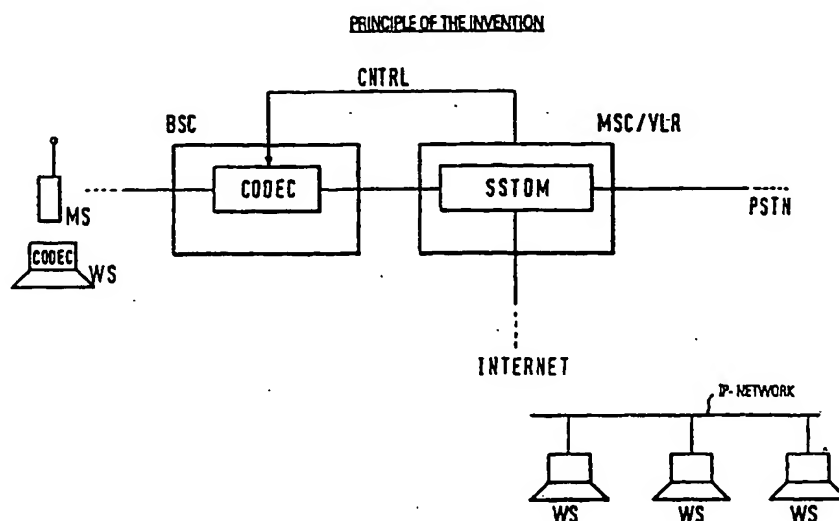 PRINCIPLE OF THE INVENTION
CNTRL
BSC
MSC/VLR
CODEC
SSTDM
MS
PSTN
CODEC
WS
INTERNET
IP-NETWORK
WS
WS
WS